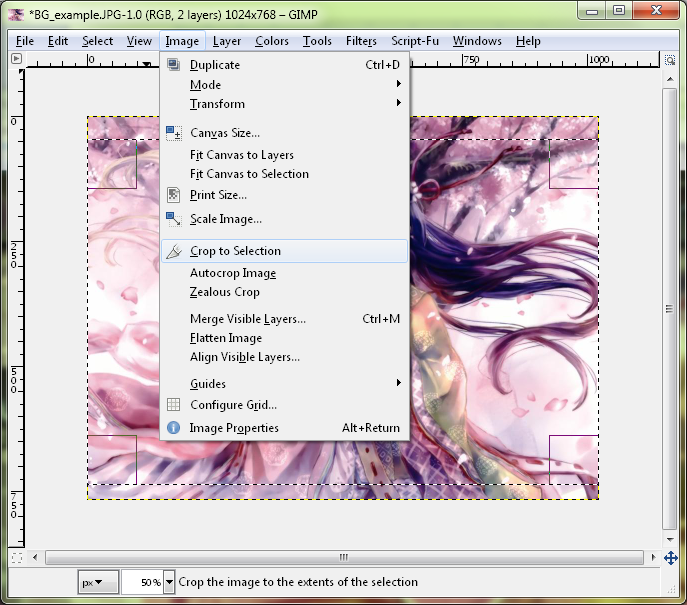 *BG_example.JPG-1.0 (RGB, 2 layers) 1024x768 – GIMP
File Edit Select View Image Layer Colors Tools Filters Script-Fu Windows Help
0 750 1000
Duplicate Ctrl+D
Mode
Transform
Canvas Size...
Fit Canvas to Layers
Fit Canvas to Selection
Print Size...
Scale Image...
Crop to Selection
Autocrop Image
Zealous Crop
Merge Visible Layers... Ctrl+M
Flatten Image
Align Visible Layers...
Guides
Configure Grid...
Image Properties Alt+Return
0
250
500
750
px 50% Crop the image to the extents of the selection